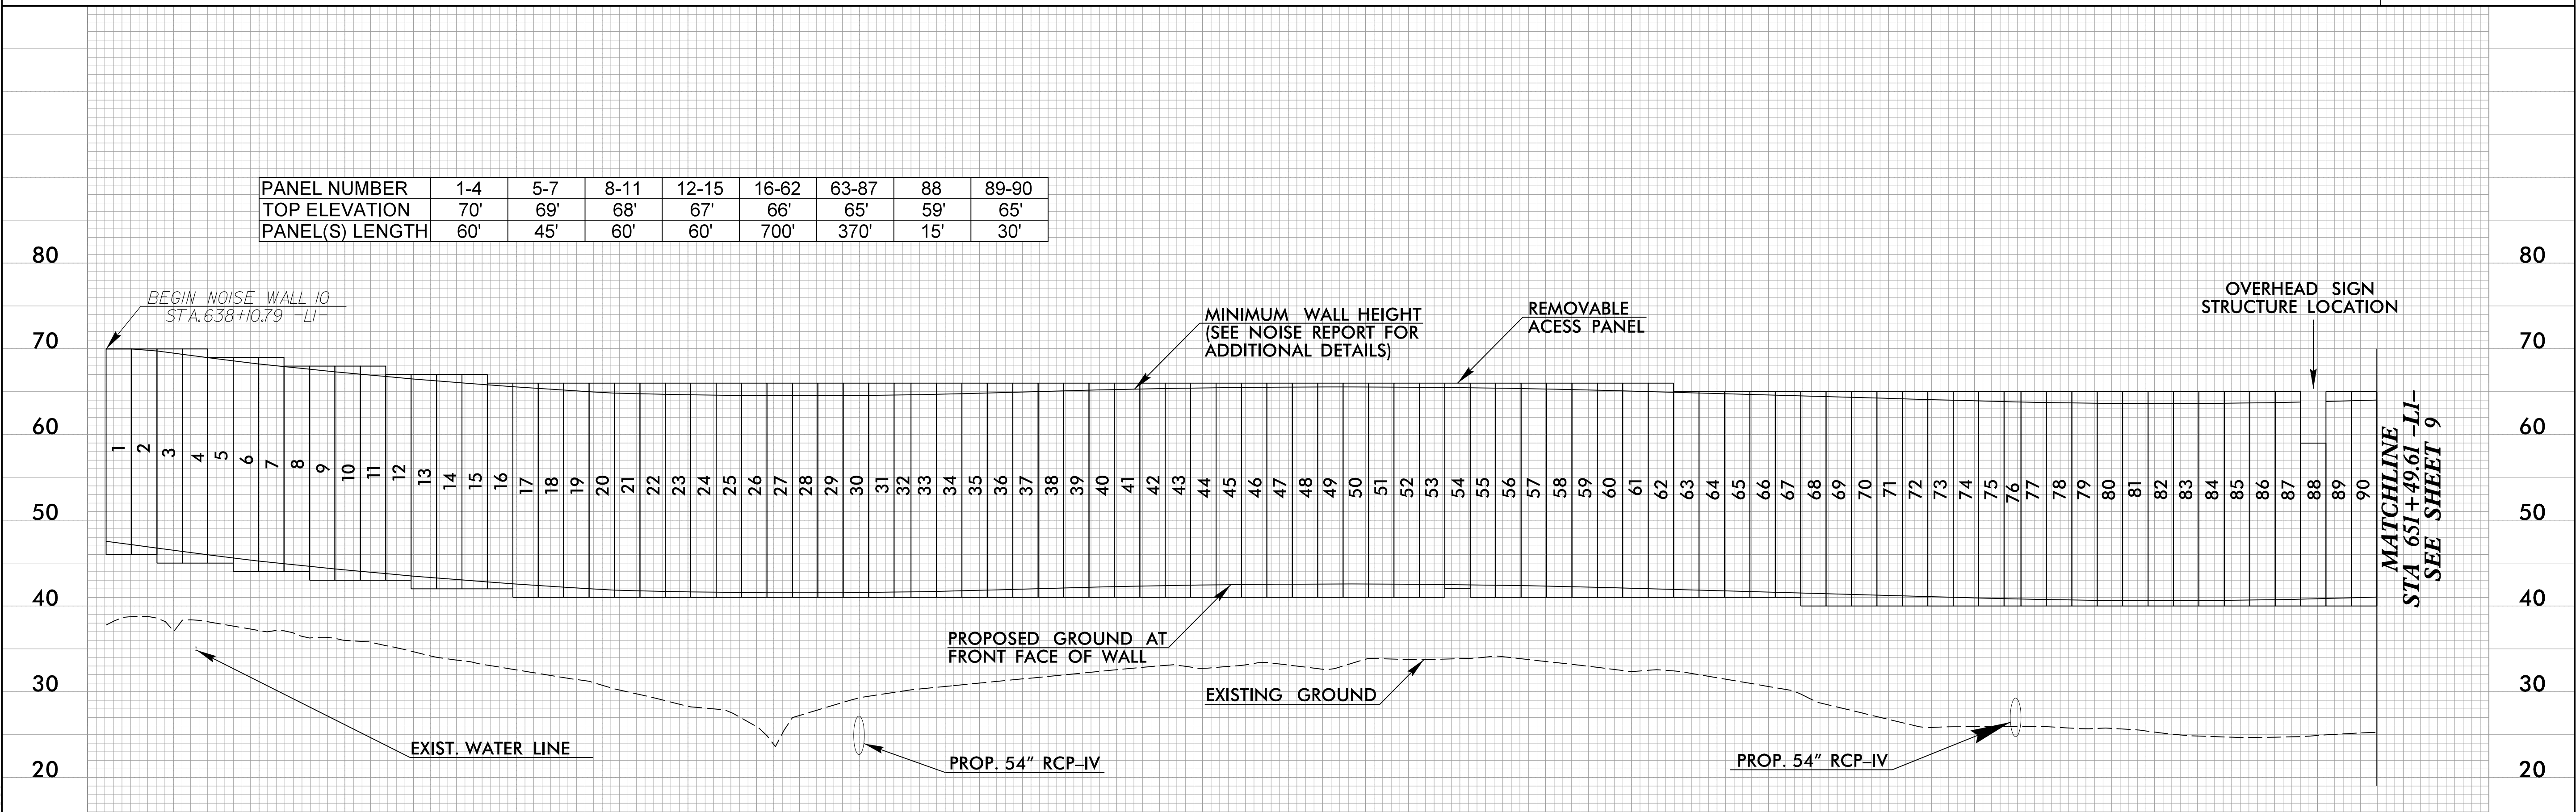 PANEL NUMBER 1-4 5-7 8-11 12-15 16-62 63-87 88 89-90
TOP ELEVATION 70' 69' 68' 67' 66' 65' 59' 65'
PANEL(S) LENGTH 60' 45' 60' 60' 700' 370' 15' 30'
80 80
BEGIN NOISE WALL 10
STA.638+10.79 -L1-
MINIMUM WALL HEIGHT
(SEE NOISE REPORT FOR
ADDITIONAL DETAILS)
REMOVABLE
ACESS PANEL
OVERHEAD SIGN
STRUCTURE LOCATION
70 70
60 60
1 2 3 4 5 6 7 8 9 10 11 12 13 14 15 16 17 18 19 20 21 22 23 24 25 26 27 28 29 30 31 32 33 34 35 36 37 38 39 40 41 42 43 44 45 46 47 48 49 50 51 52 53 54 55 56 57 58 59 60 61 62 63 64 65 66 67 68 69 70 71 72 73 74 75 76 77 78 79 80 81 82 83 84 85 86 87 88 89 90
MATCHLINE
STA 651+49.61 -L1-
SEE SHEET 9
50 50
40 40
PROPOSED GROUND AT
FRONT FACE OF WALL
30 30
EXISTING GROUND
EXIST. WATER LINE
PROP. 54" RCP-IV
PROP. 54" RCP-IV
20 20